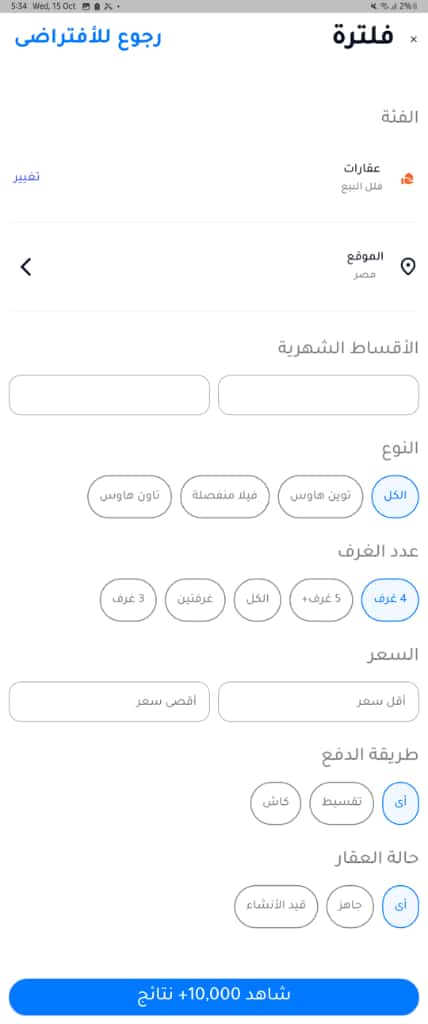 5:34 Wed, 15 Oct
2%
× فلترة رجوع للأفتراضى
الفئة
عقارات
فلل البيع
تغيير
الموقع
مصر
الأقساط الشهرية
النوع
الكل توين هاوس فيلا منفصلة تاون هاوس
عدد الغرف
4 غرف 5 غرف+ الكل غرفتين 3 غرف
السعر
أقل سعر أقصى سعر
طريقة الدفع
أى تقسيط كاش
حالة العقار
أى جاهز قيد الأنشاء
شاهد 10,000+ نتائج